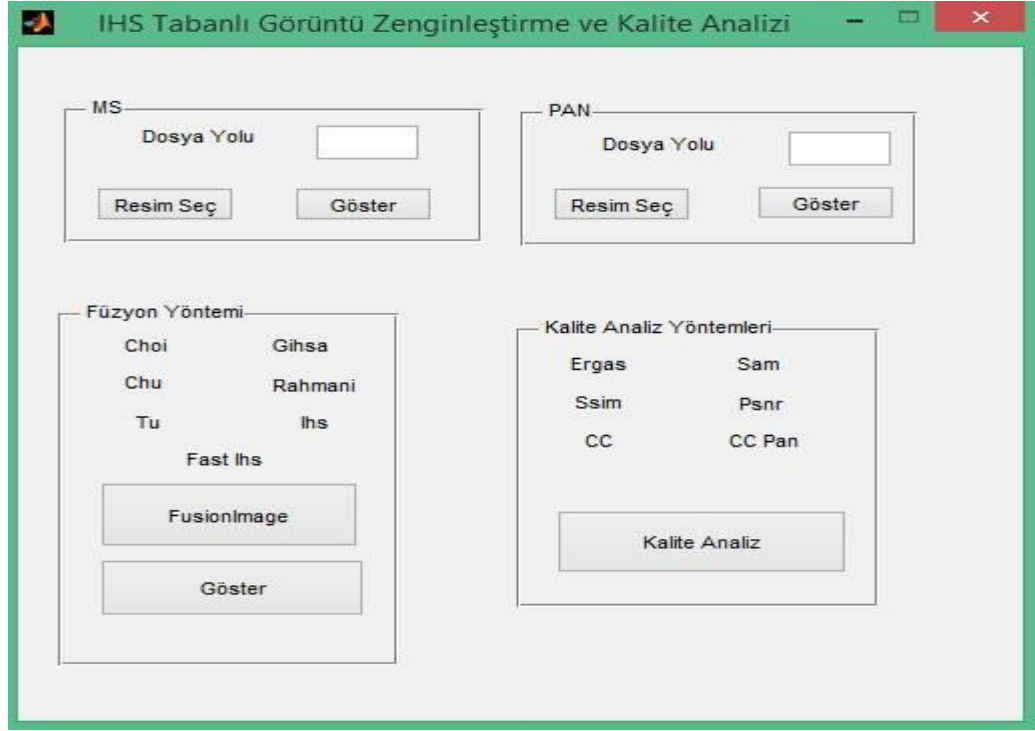 IHS Tabanlı Görüntü Zenginleştirme ve Kalite Analizi
MS
Dosya Yolu
Resim Seç
Göster
PAN
Dosya Yolu
Resim Seç
Göster
Füzyon Yöntemi
Choi
Gihsa
Chu
Rahmani
Tu
Ihs
Fast Ihs
FusionImage
Göster
Kalite Analiz Yöntemleri
Ergas
Sam
Ssim
Psnr
CC
CC Pan
Kalite Analiz